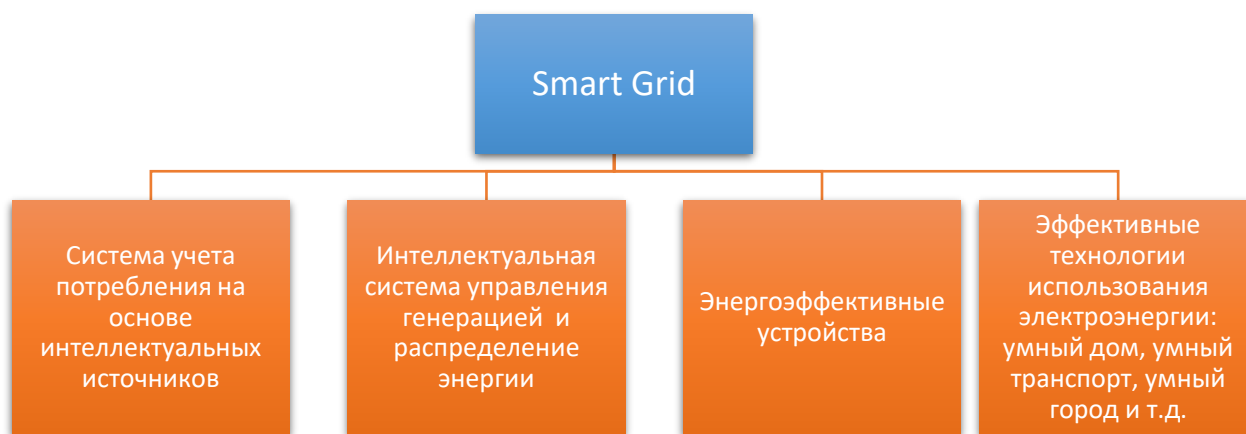 Smart Grid
Система учета
потребления на
основе
интеллектуальных
источников
Интеллектуальная
система управления
генерацией и
распределение
энергии
Энергоэффективные
устройства
Эффективные
технологии
использования
электроэнергии:
умный дом, умный
транспорт, умный
город и т.д.